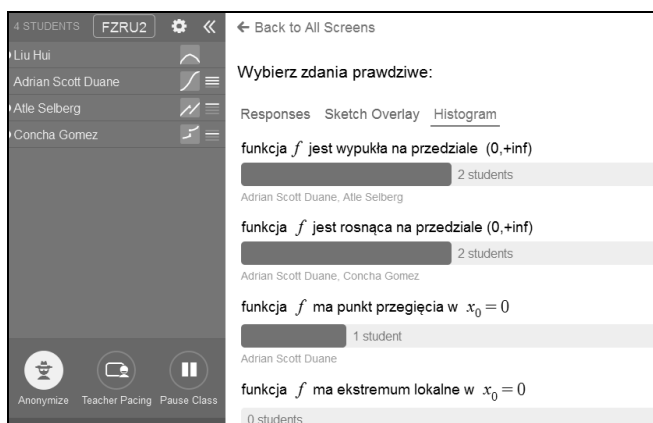 4 STUDENTS FZRU2
Liu Hui
Adrian Scott Duane
Atle Selberg
Concha Gomez
Anonymize Teacher Pacing Pause Class
← Back to All Screens
Wybierz zdania prawdziwe:
Responses Sketch Overlay Histogram
funkcja f jest wypukła na przedziale (0,+inf)
2 students
Adrian Scott Duane, Atle Selberg
funkcja f jest rosnąca na przedziale (0,+inf)
2 students
Adrian Scott Duane, Concha Gomez
funkcja f ma punkt przegięcia w x₀ = 0
1 student
Adrian Scott Duane
funkcja f ma ekstremum lokalne w x₀ = 0
0 students